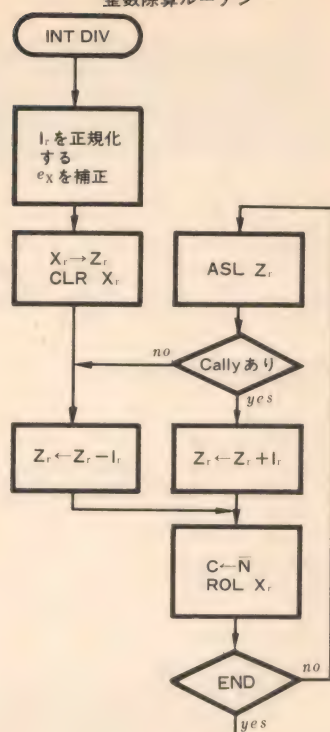 整数除算ルーチン
INT DIV
Irを正規化
する
eXを補正
Xr→Zr
CLR Xr
ASL Zr
no
Callyあり
yes
Zr←Zr−Ir
Zr←Zr+Ir
C←N̅
ROL Xr
END
no
yes